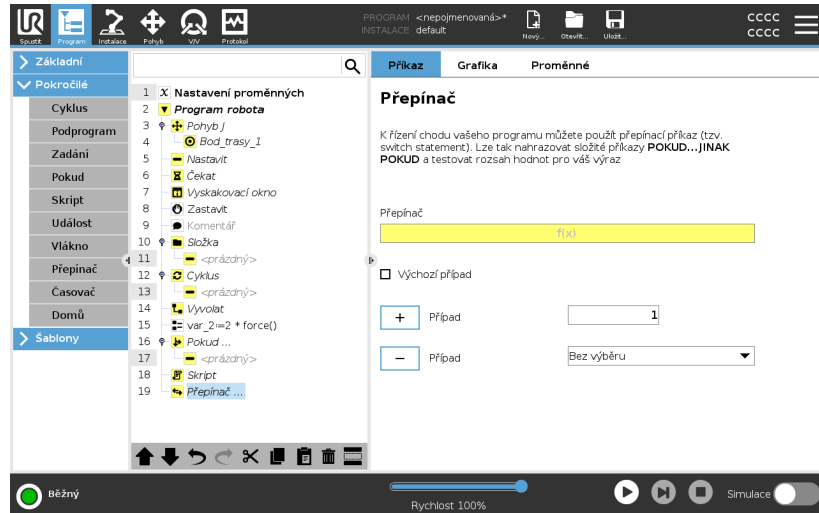 UR
PROGRAM <nepojmenovaná>*
INSTALACE default
Spustit Program Instalace Pohyb V/V Protokol
Nový... Otevřít... Uložit...
CCCC
CCCC
Základní
Pokročilé
Cyklus
Podprogram
Zadání
Pokud
Skript
Událost
Vlákno
Přepínač
Časovač
Domů
Šablony
1 X Nastavení proměnných
2 Program robota
3 Pohyb J
4 Bod_trasy_1
5 Nastavit
6 Čekat
7 Vyskakovací okno
8 Zastavit
9 Komentář
10 Složka
11 <prázdný>
12 Cyklus
13 <prázdný>
14 Vyvolat
15 var_2≔2 * force()
16 Pokud ...
17 <prázdný>
18 Skript
19 Přepínač ...
Příkaz Grafika Proměnné
Přepínač
K řízení chodu vašeho programu můžete použít přepínací příkaz (tzv.
switch statement). Lze tak nahrazovat složité příkazy POKUD...JINAK
POKUD a testovat rozsah hodnot pro váš výraz
Přepínač
f(x)
Výchozí případ
+ Případ 1
− Případ Bez výběru
Běžný
Rychlost 100%
Simulace